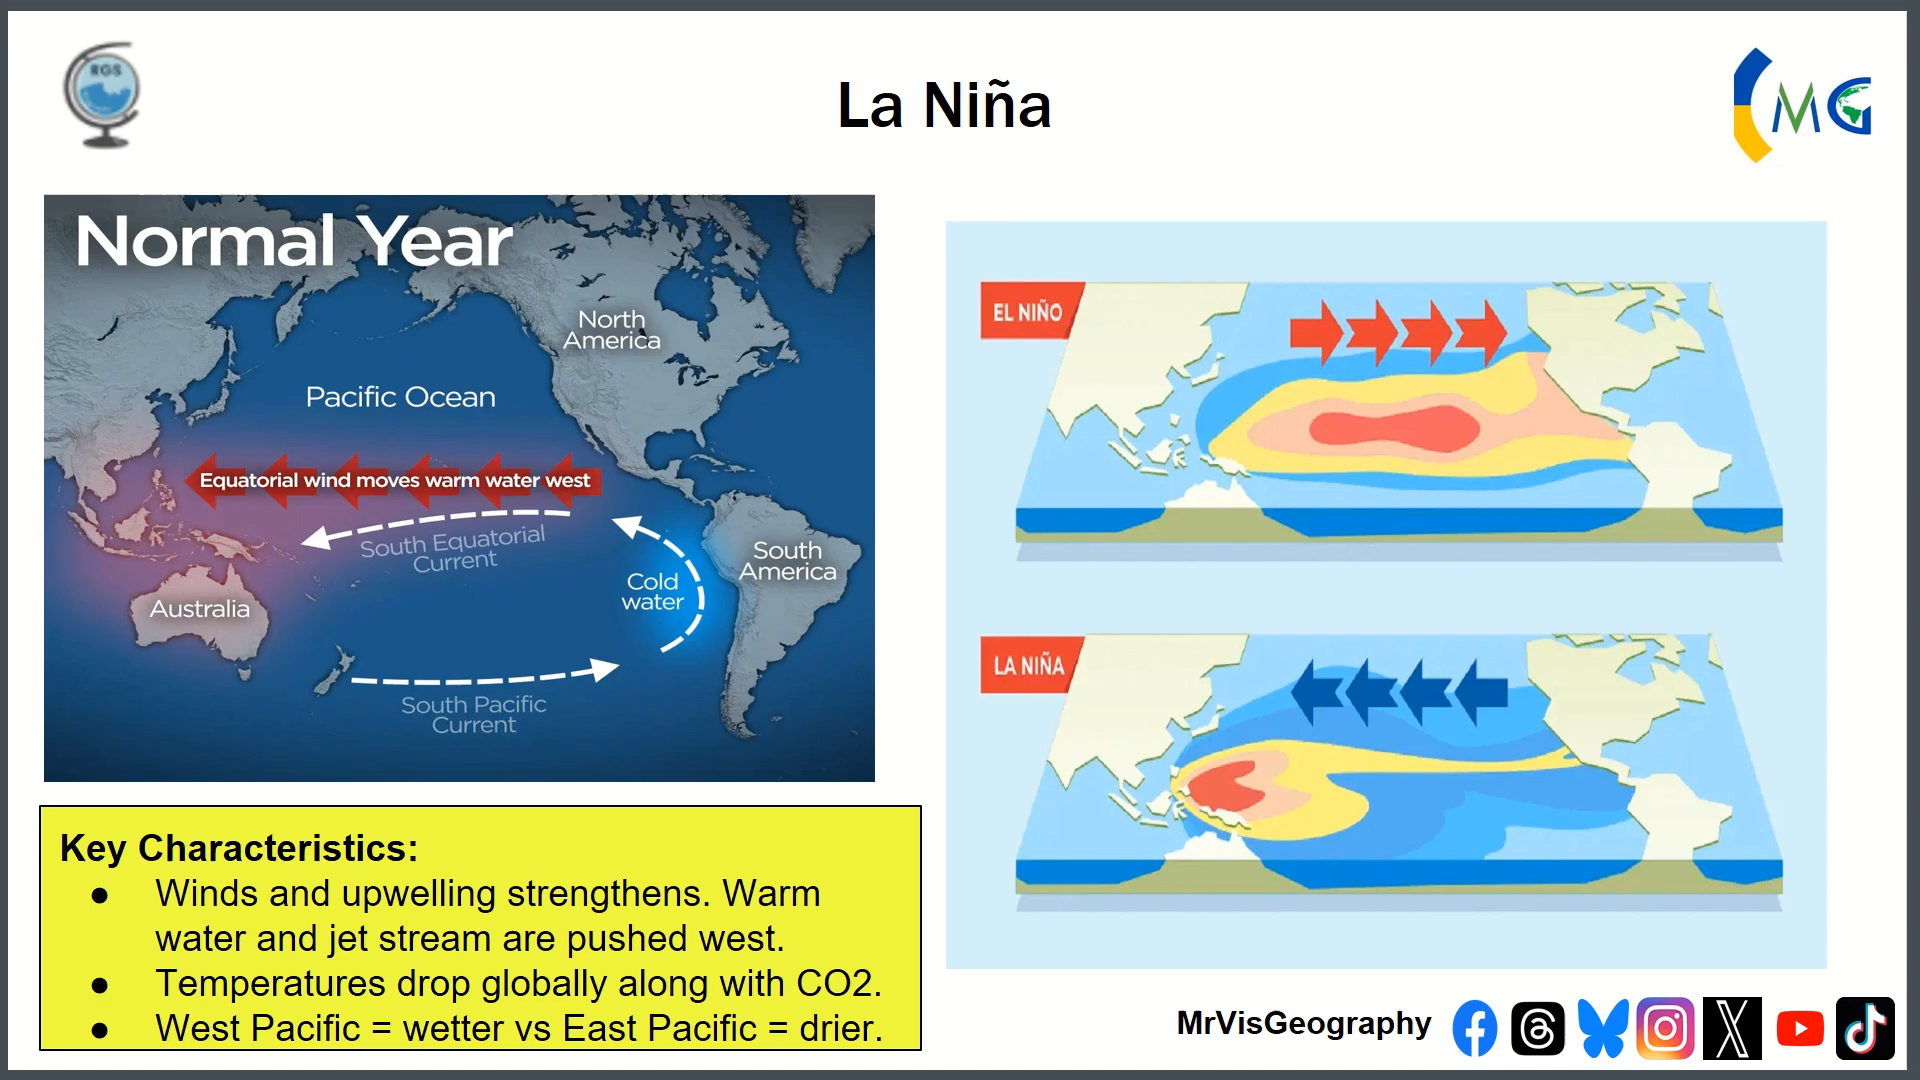 RGS
La Niña
MG
Normal Year
North
America
Pacific Ocean
Equatorial wind moves warm water west
South Equatorial
Current
Cold
water
South
America
Australia
South Pacific
Current
EL NIÑO
LA NIÑA
Key Characteristics:
● Winds and upwelling strengthens. Warm
water and jet stream are pushed west.
● Temperatures drop globally along with CO2.
● West Pacific = wetter vs East Pacific = drier.
MrVisGeography